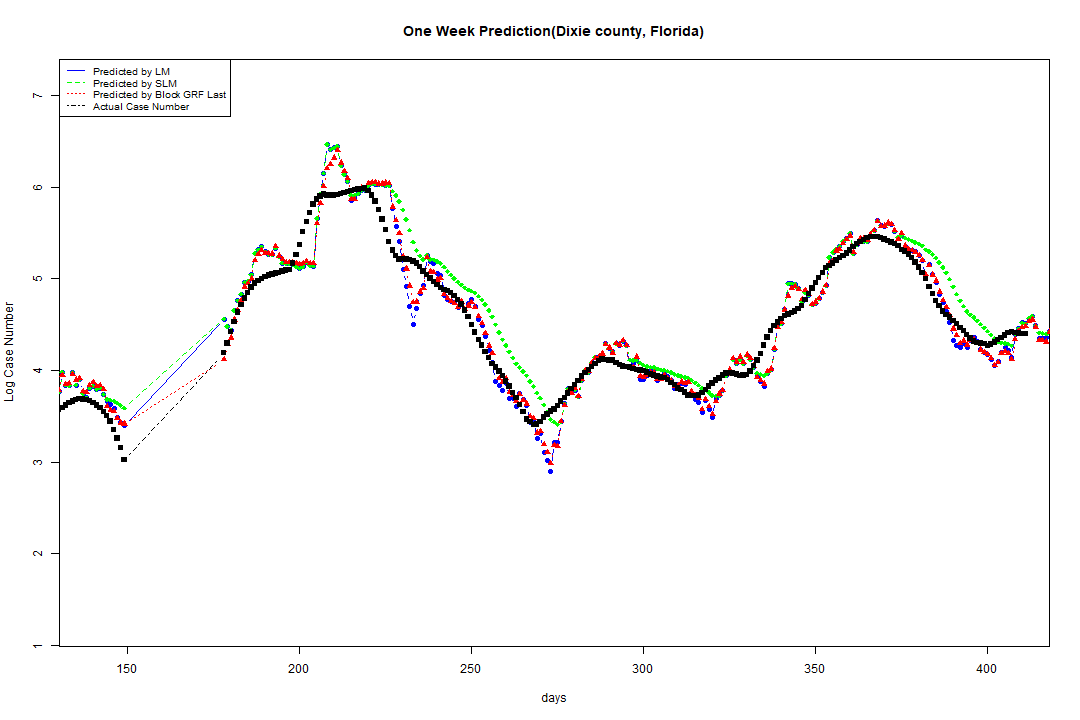 One Week Prediction(Dixie county, Florida)
Predicted by LM
Predicted by SLM
Predicted by Block GRF Last
Actual Case Number
7
6
5
4
3
2
1
Log Case Number
150 200 250 300 350 400
days